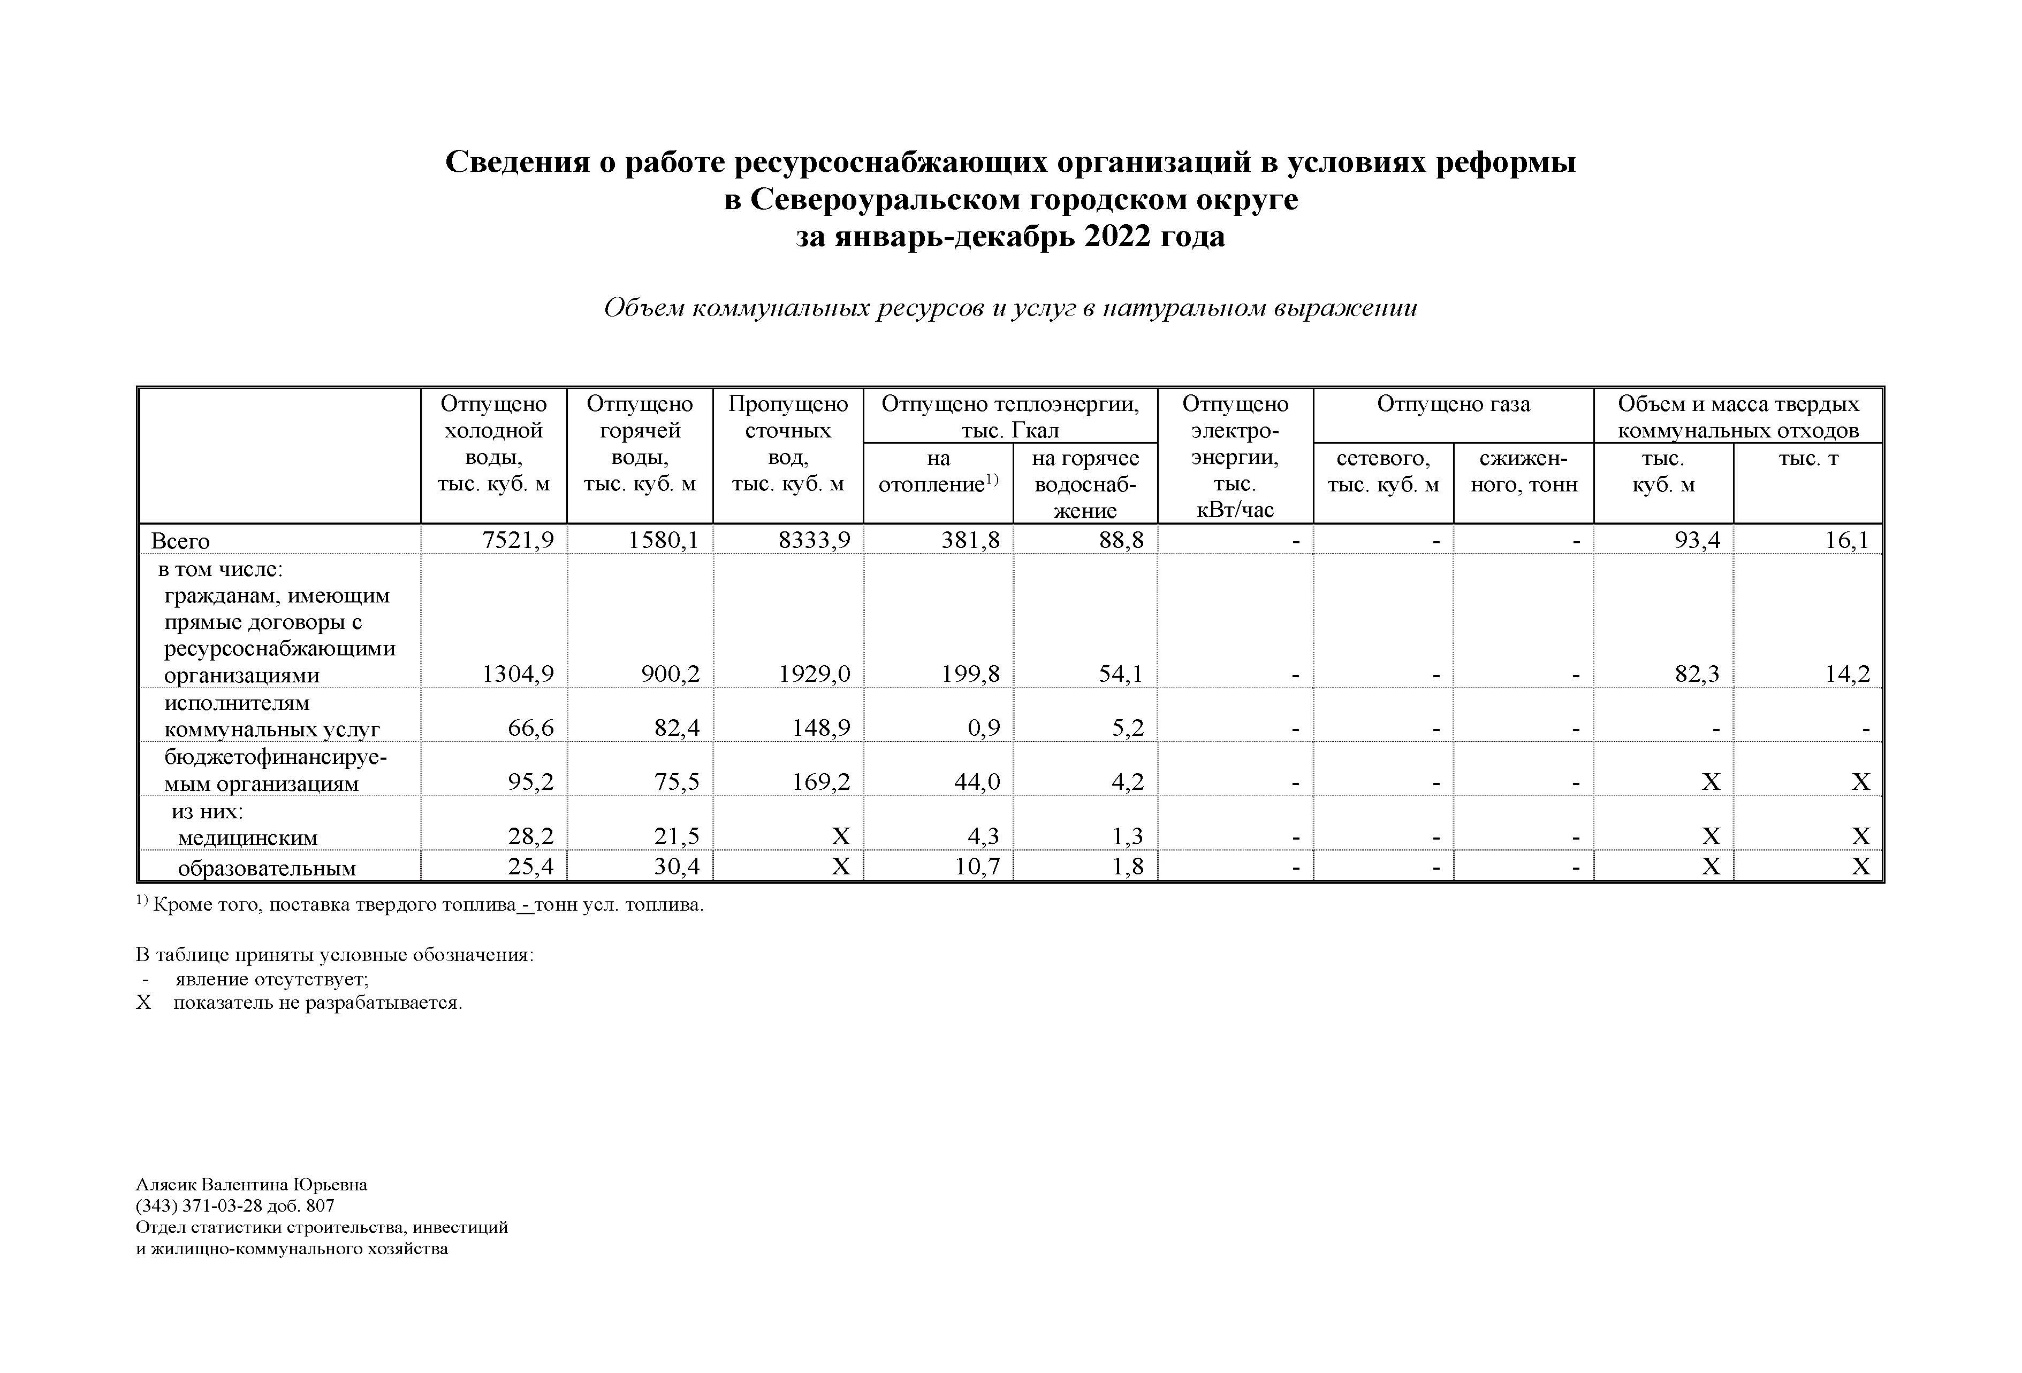 Сведения о работе ресурсоснабжающих организаций в условиях реформы
в Североуральском городском округе
за январь-декабрь 2022 года
Объем коммунальных ресурсов и услуг в натуральном выражении
Отпущено холодной воды, тыс. куб. м
Отпущено горячей воды, тыс. куб. м
Пропущено сточных вод, тыс. куб. м
Отпущено теплоэнергии, тыс. Гкал
на отопление1)
на горячее водоснаб-жение
Отпущено электро-энергии, тыс. кВт/час
Отпущено газа
сетевого, тыс. куб. м
сжижен-ного, тонн
Объем и масса твердых коммунальных отходов
тыс. куб. м
тыс. т
Всего 7521,9 1580,1 8333,9 381,8 88,8 - - - 93,4 16,1
в том числе:
гражданам, имеющим
прямые договоры с
ресурсоснабжающими
организациями 1304,9 900,2 1929,0 199,8 54,1 - - - 82,3 14,2
исполнителям
коммунальных услуг 66,6 82,4 148,9 0,9 5,2 - - - - -
бюджетофинансируе-
мым организациям 95,2 75,5 169,2 44,0 4,2 - - - X X
из них:
медицинским 28,2 21,5 X 4,3 1,3 - - - X X
образовательным 25,4 30,4 X 10,7 1,8 - - - X X
1) Кроме того, поставка твердого топлива - тонн усл. топлива.
В таблице приняты условные обозначения:
- явление отсутствует;
X показатель не разрабатывается.
Алясик Валентина Юрьевна
(343) 371-03-28 доб. 807
Отдел статистики строительства, инвестиций
и жилищно-коммунального хозяйства